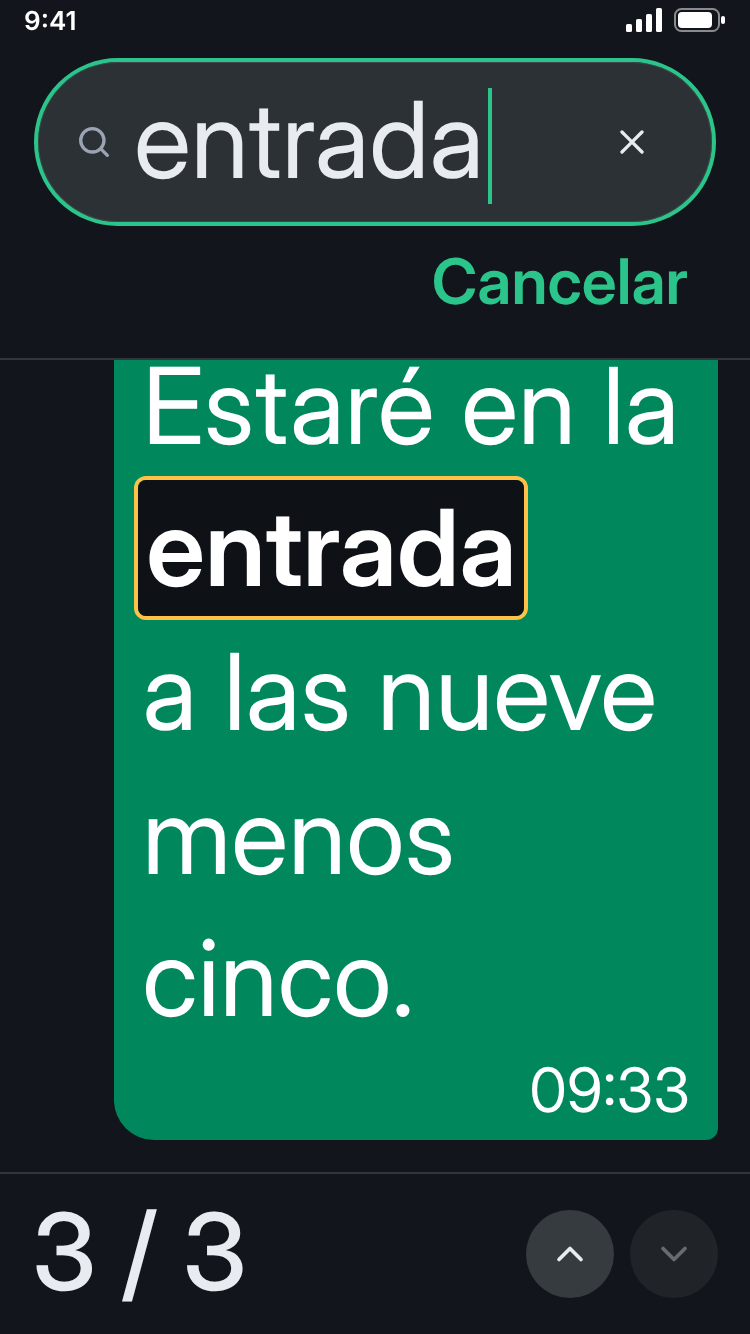 9:41
entrada
Cancelar
Estaré en la
entrada
a las nueve
menos
cinco.
09:33
3 / 3